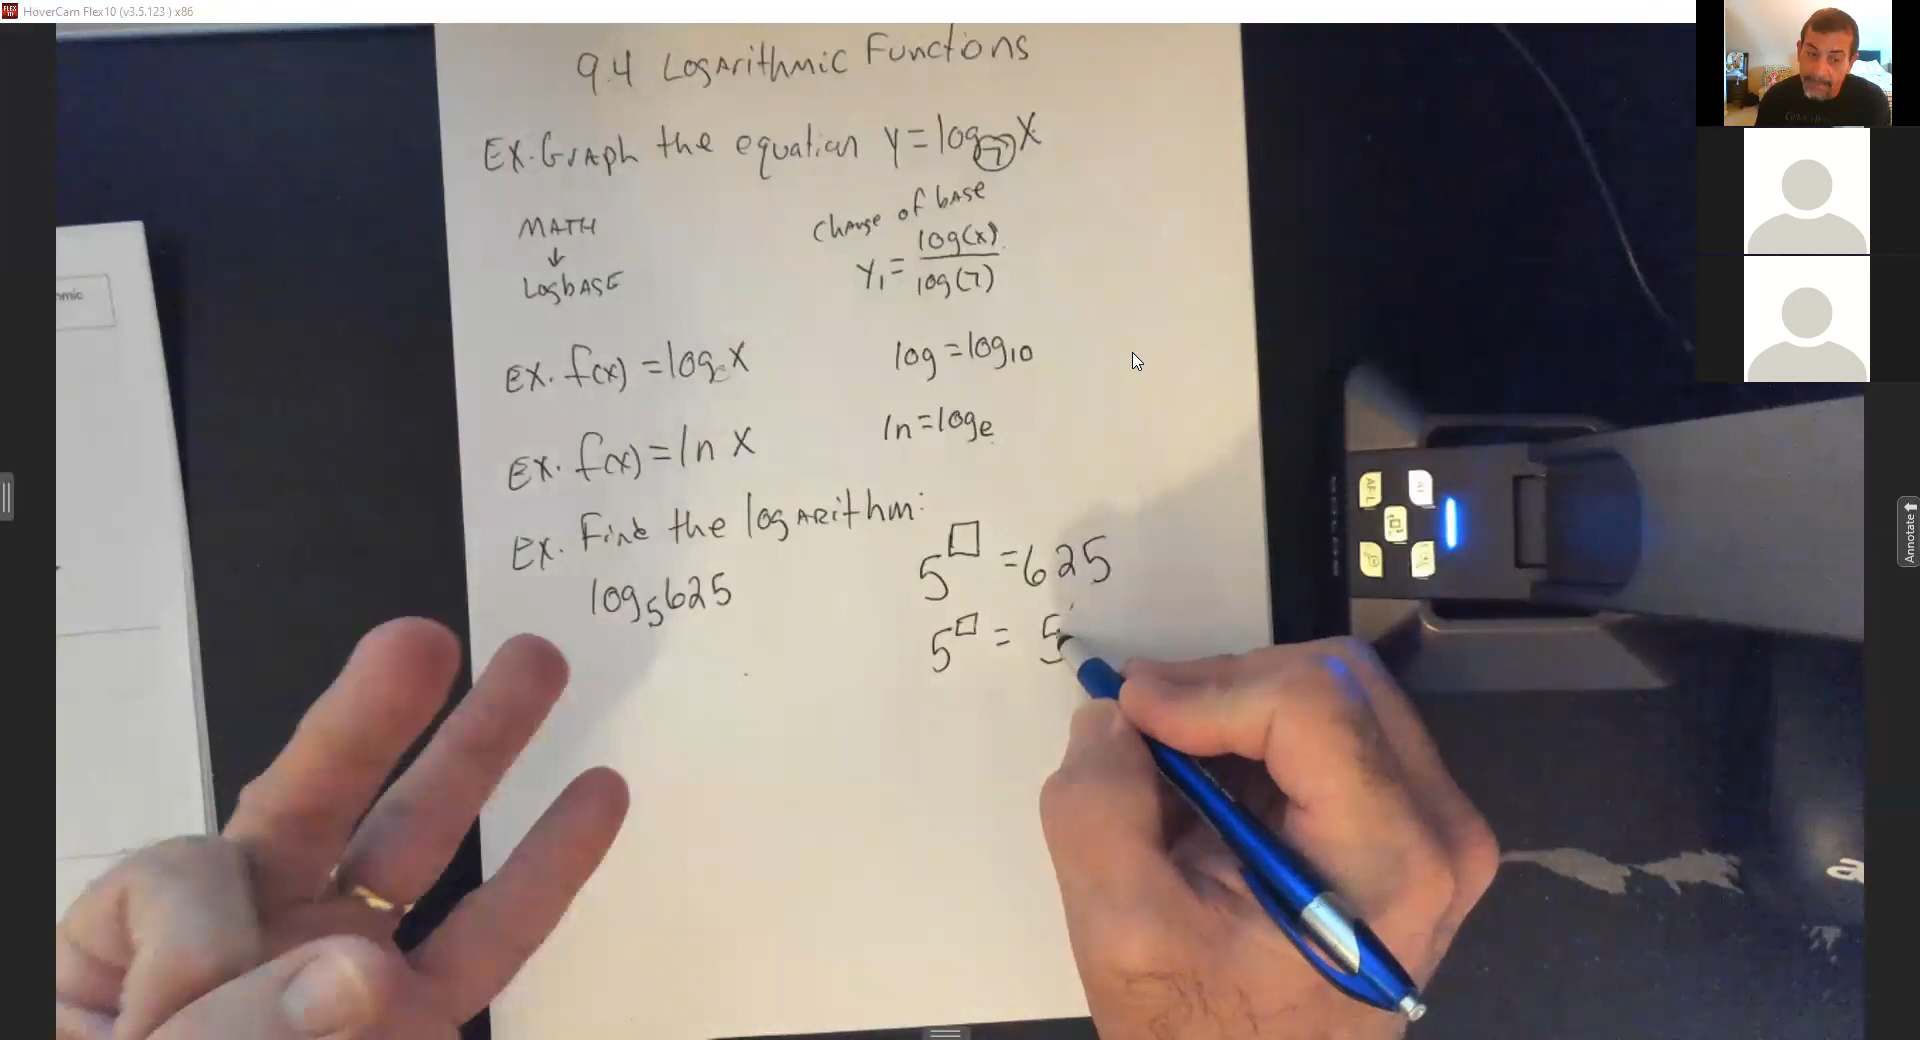 HoverCam Flex10 (v3.5.123 ) x86
9.4 Logarithmic Functions
Ex. Graph the equation y = log₇ x
MATH
↓
LogBASE
Change of base
y₁ = log(x) / log(7)
Ex. f(x) = log x
log = log₁₀
Ex. f(x) = ln x
ln = logₑ
Ex. Find the logarithm:
log₅ 625
5^□ = 625
5^□ = 5
mic
AF-L
Annotate